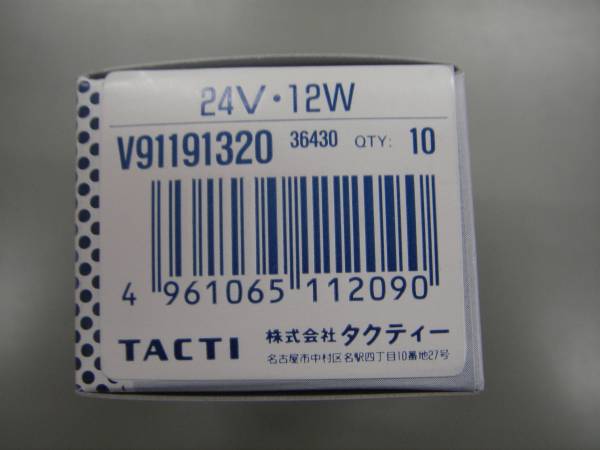 24V・12W
V91191320 36430 QTY: 10
4 961065 112090
TACTI 株式会社 タクティー
名古屋市中村区名駅四丁目10番地27号